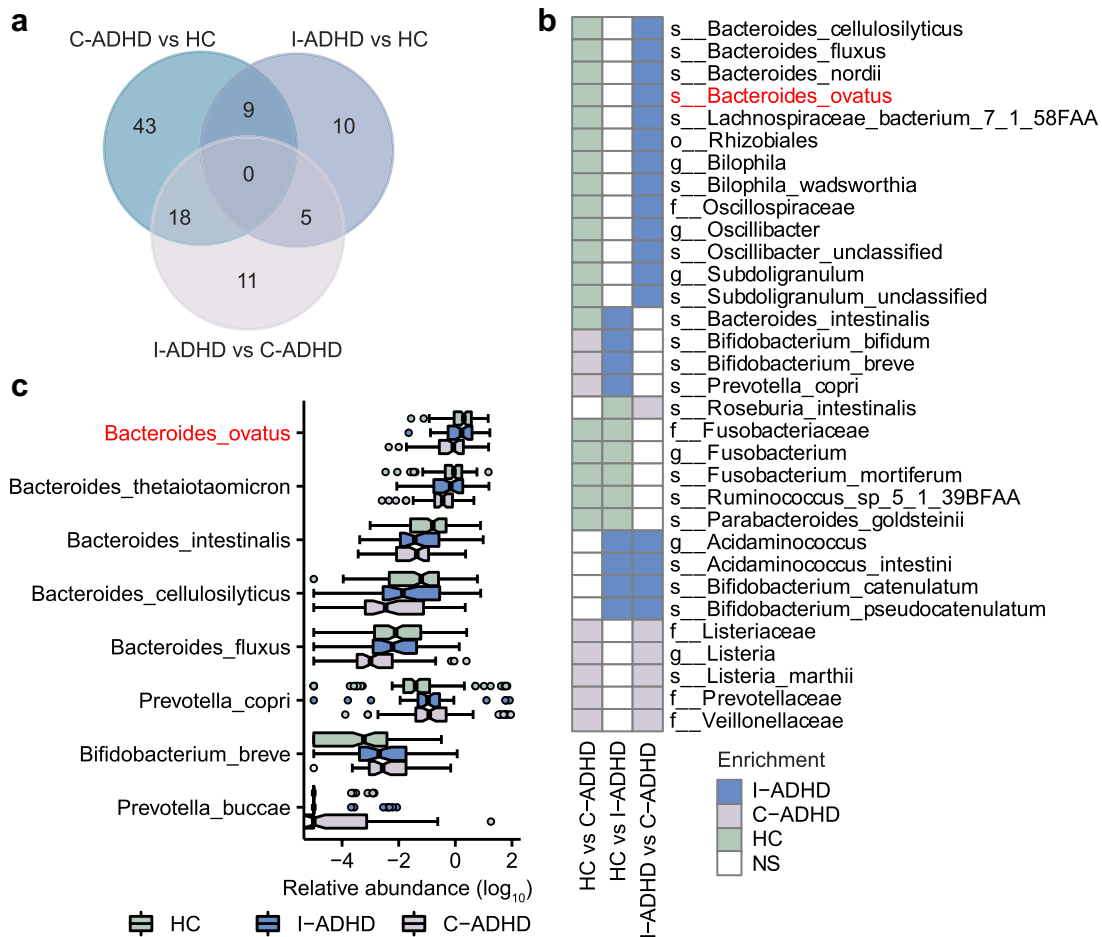 a
C-ADHD vs HC
I-ADHD vs HC
43
9
10
0
18
5
11
I-ADHD vs C-ADHD
b
s__Bacteroides_cellulosilyticus
s__Bacteroides_fluxus
s__Bacteroides_nordii
s__Bacteroides_ovatus
s__Lachnospiraceae_bacterium_7_1_58FAA
o__Rhizobiales
g__Bilophila
s__Bilophila_wadsworthia
f__Oscillospiraceae
g__Oscillibacter
s__Oscillibacter_unclassified
g__Subdoligranulum
s__Subdoligranulum_unclassified
s__Bacteroides_intestinalis
s__Bifidobacterium_bifidum
s__Bifidobacterium_breve
s__Prevotella_copri
s__Roseburia_intestinalis
f__Fusobacteriaceae
g__Fusobacterium
s__Fusobacterium_mortiferum
s__Ruminococcus_sp_5_1_39BFAA
s__Parabacteroides_goldsteinii
g__Acidaminococcus
s__Acidaminococcus_intestini
s__Bifidobacterium_catenulatum
s__Bifidobacterium_pseudocatenulatum
f__Listeriaceae
g__Listeria
s__Listeria_marthii
f__Prevotellaceae
f__Veillonellaceae
HC vs C−ADHD
HC vs I−ADHD
I−ADHD vs C−ADHD
Enrichment
I−ADHD
C−ADHD
HC
NS
c
Bacteroides_ovatus
Bacteroides_thetaiotaomicron
Bacteroides_intestinalis
Bacteroides_cellulosilyticus
Bacteroides_fluxus
Prevotella_copri
Bifidobacterium_breve
Prevotella_buccae
−4 −2 0 2
Relative abundance (log10)
HC I−ADHD C−ADHD